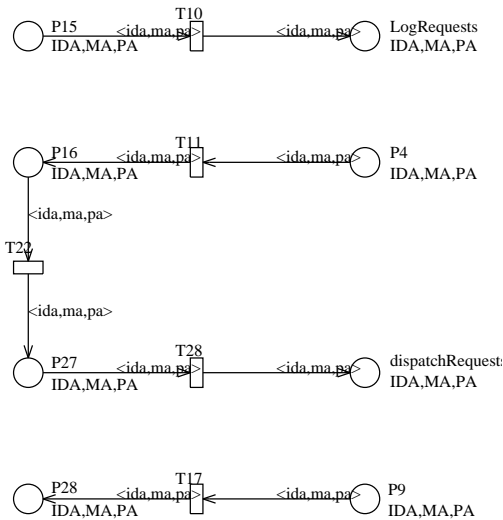 T10
P15 <ida,ma,pa> <ida,ma,pa> LogRequests
IDA,MA,PA IDA,MA,PA
T11
P16 <ida,ma,pa> <ida,ma,pa> P4
IDA,MA,PA IDA,MA,PA
<ida,ma,pa>
T22
<ida,ma,pa>
T28
P27 <ida,ma,pa> <ida,ma,pa> dispatchRequests
IDA,MA,PA IDA,MA,PA
T17
P28 <ida,ma,pa> <ida,ma,pa> P9
IDA,MA,PA IDA,MA,PA